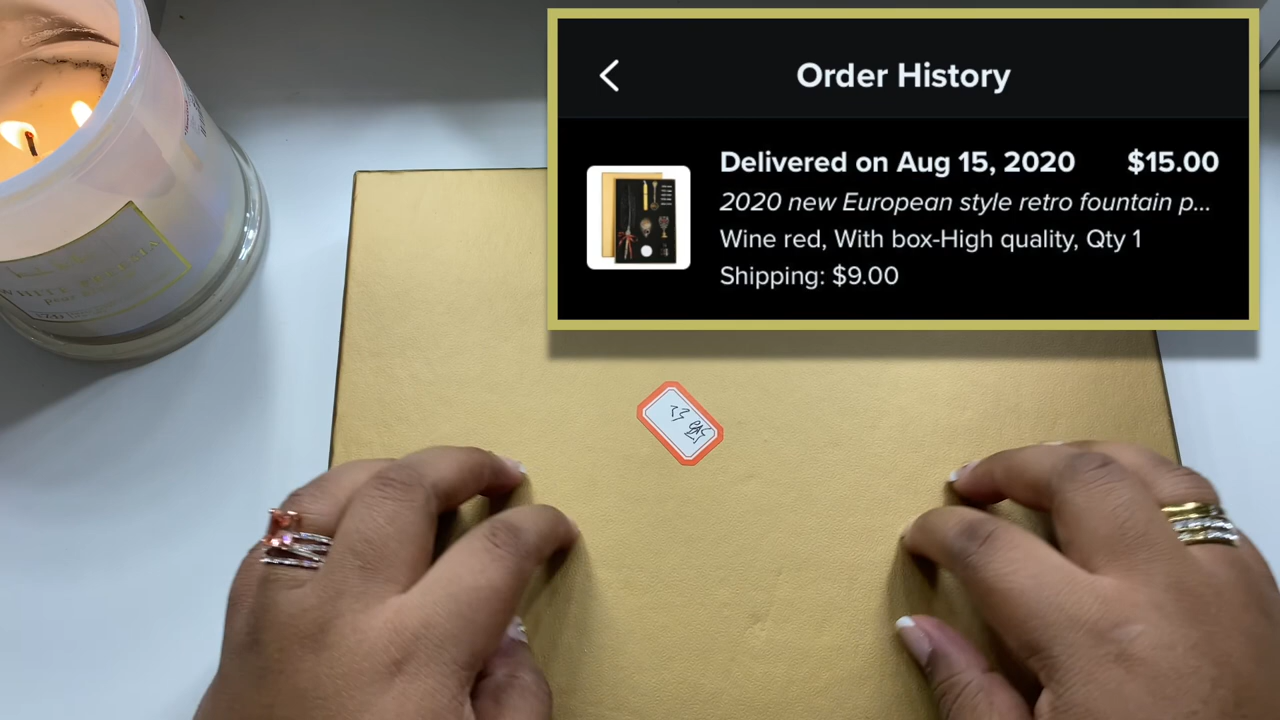 Order History
Delivered on Aug 15, 2020 $15.00
2020 new European style retro fountain p...
Wine red, With box-High quality, Qty 1
Shipping: $9.00